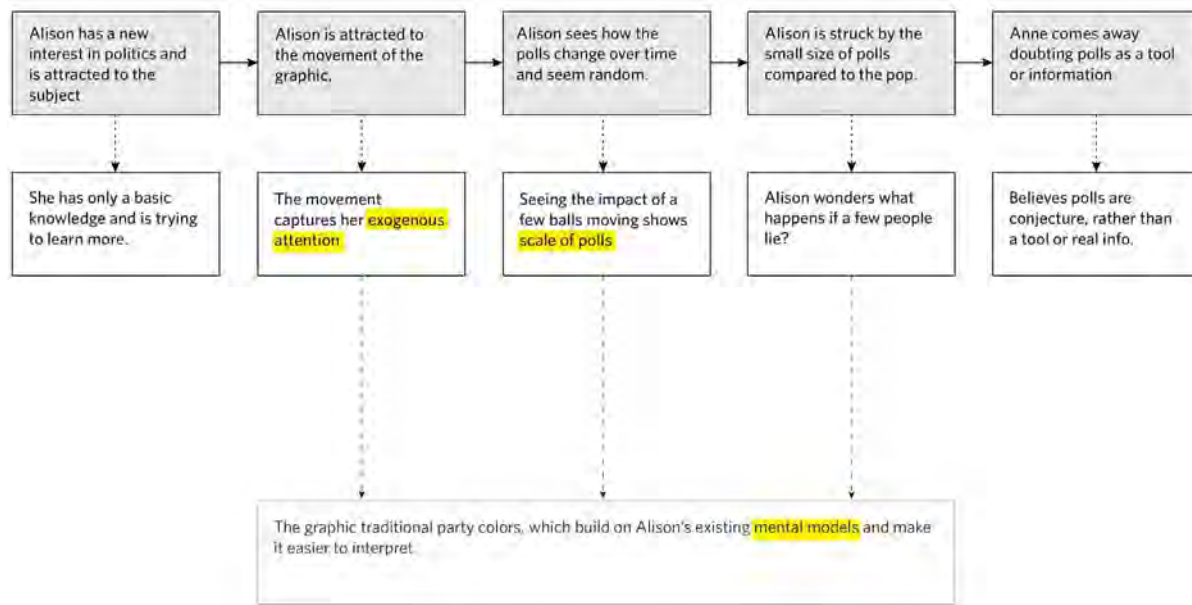 Alison has a new
interest in politics and
is attracted to the
subject
Alison is attracted to
the movement of the
graphic,
Alison sees how the
polls change over time
and seem random.
Alison is struck by the
small size of polls
compared to the pop.
Anne comes away
doubting polls as a tool
or information
She has only a basic
knowledge and is trying
to learn more.
The movement
captures her exogenous
attention
Seeing the impact of a
few balls moving shows
scale of polls
Alison wonders what
happens if a few people
lie?
Believes polls are
conjecture, rather than
a tool or real info.
The graphic traditional party colors, which build on Alison's existing mental models and make
it easier to interpret